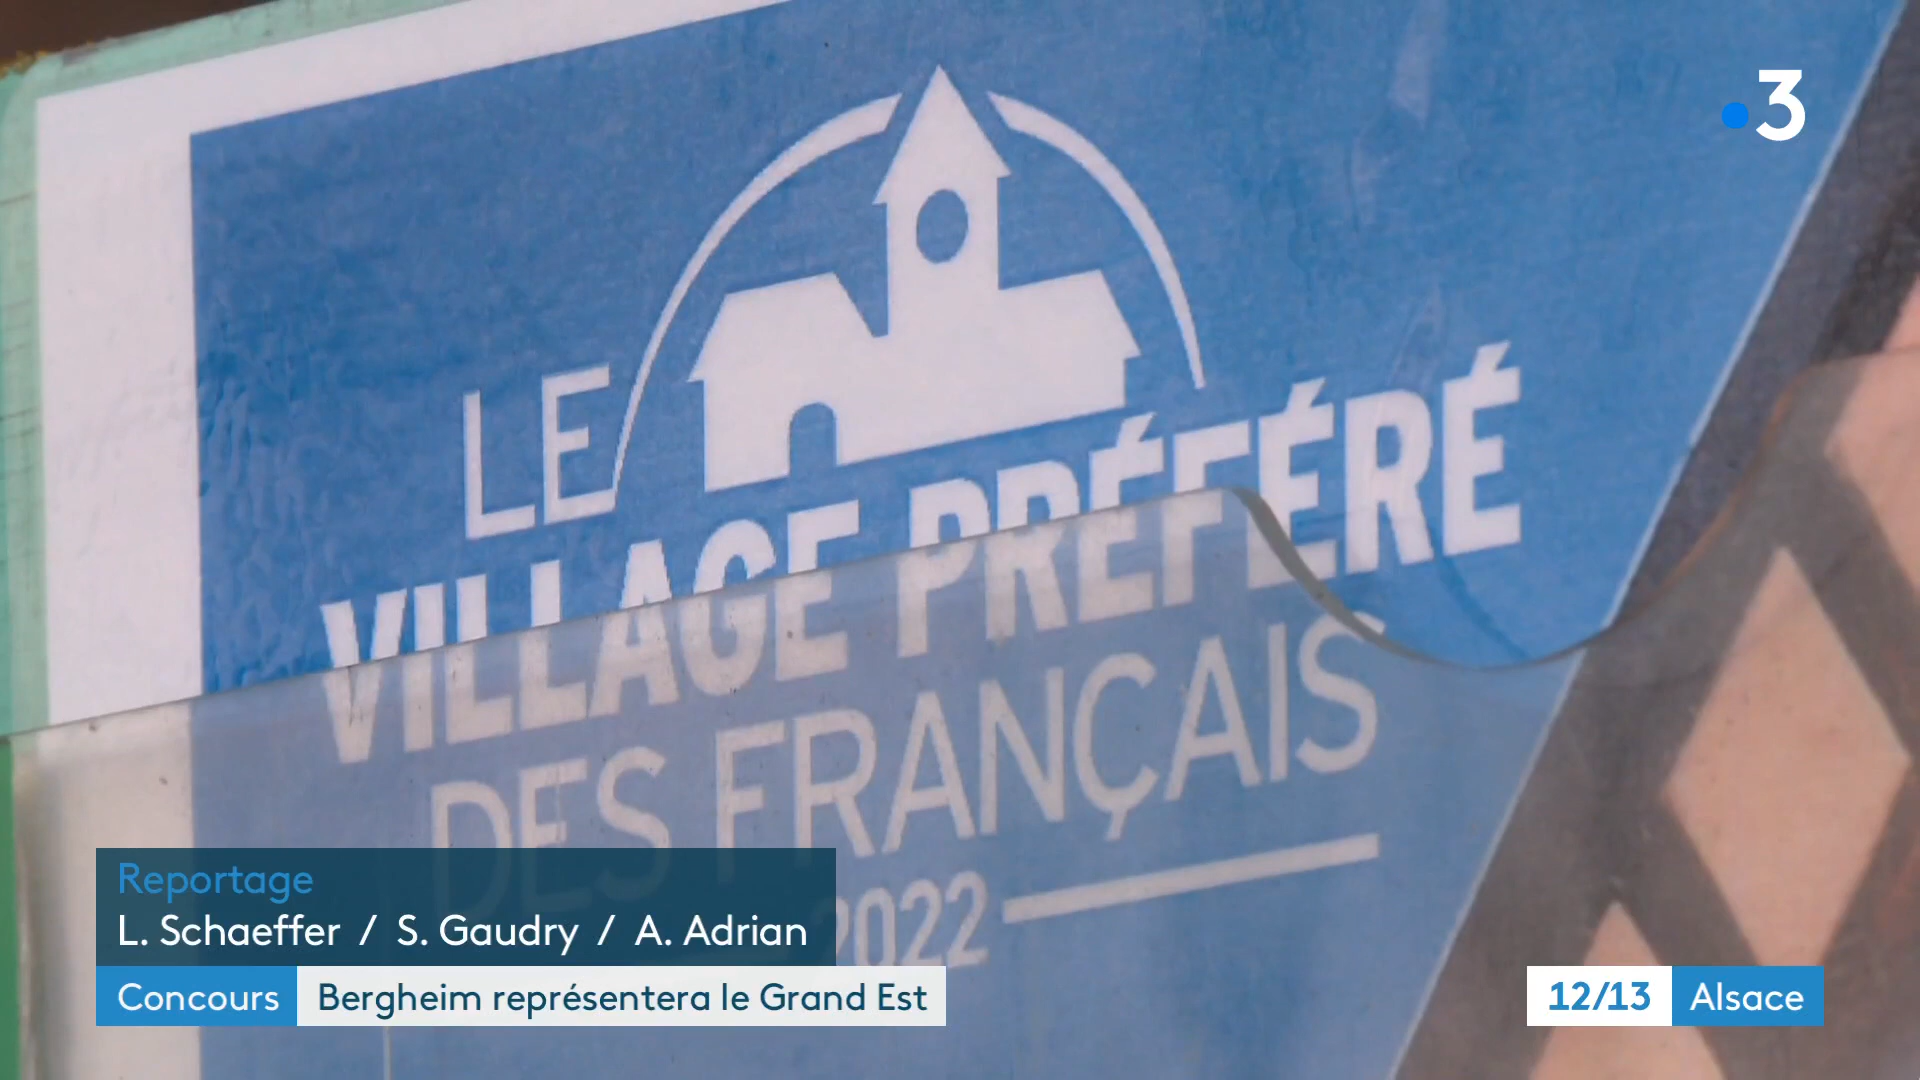 3
LE
VILLAGE PRÉFÉRÉ
DES FRANÇAIS
2022
Reportage
L. Schaeffer / S. Gaudry / A. Adrian
Concours Bergheim représentera le Grand Est
12/13 Alsace